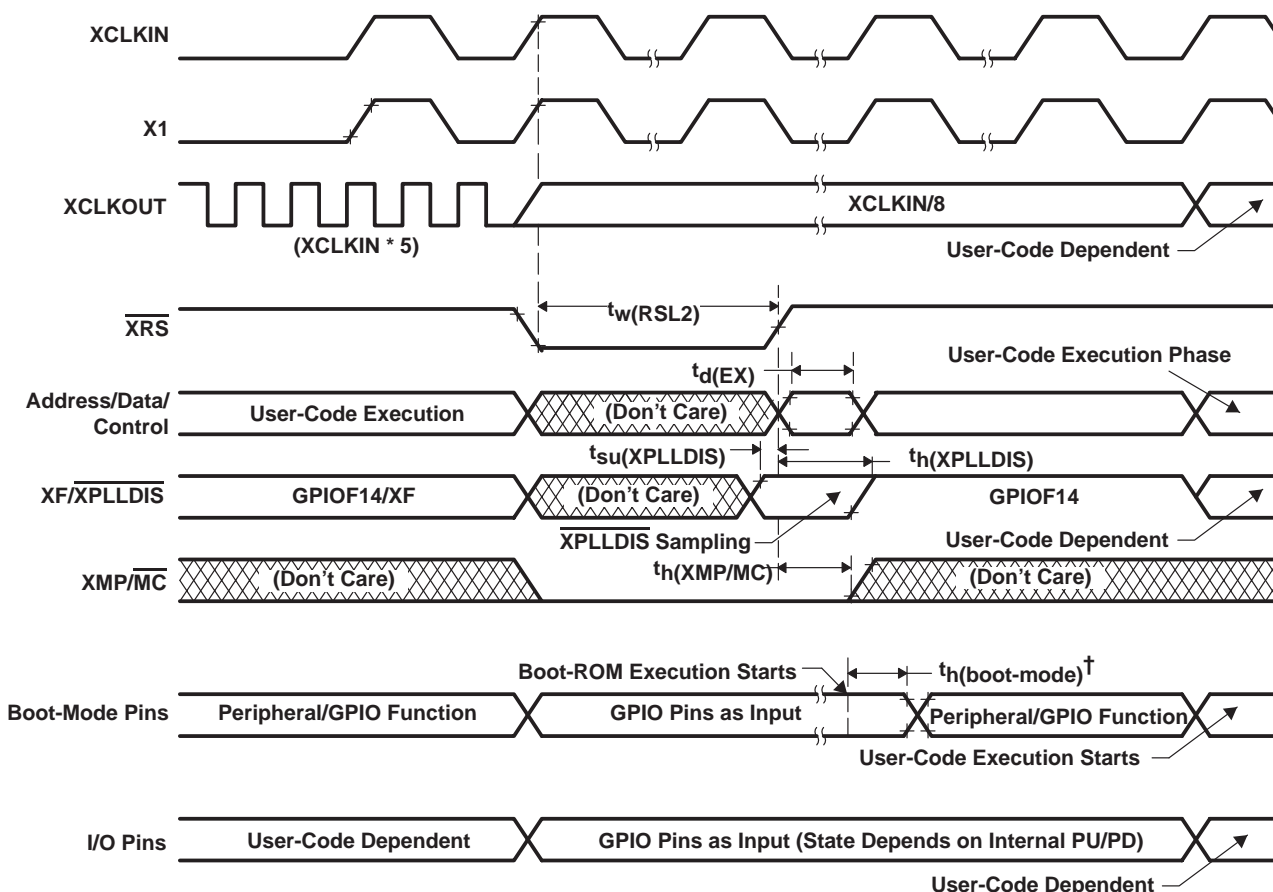 XCLKIN
X1
XCLKOUT
XCLKIN/8
(XCLKIN * 5)
User-Code Dependent
XRS
tw(RSL2)
User-Code Execution Phase
td(EX)
Address/Data/
Control
User-Code Execution
(Don't Care)
tsu(XPLLDIS)
th(XPLLDIS)
XF/XPLLDIS
GPIOF14/XF
(Don't Care)
GPIOF14
XPLLDIS Sampling
User-Code Dependent
XMP/MC
(Don't Care)
th(XMP/MC)
(Don't Care)
Boot-ROM Execution Starts
th(boot-mode)†
Boot-Mode Pins
Peripheral/GPIO Function
GPIO Pins as Input
Peripheral/GPIO Function
User-Code Execution Starts
I/O Pins
User-Code Dependent
GPIO Pins as Input (State Depends on Internal PU/PD)
User-Code Dependent